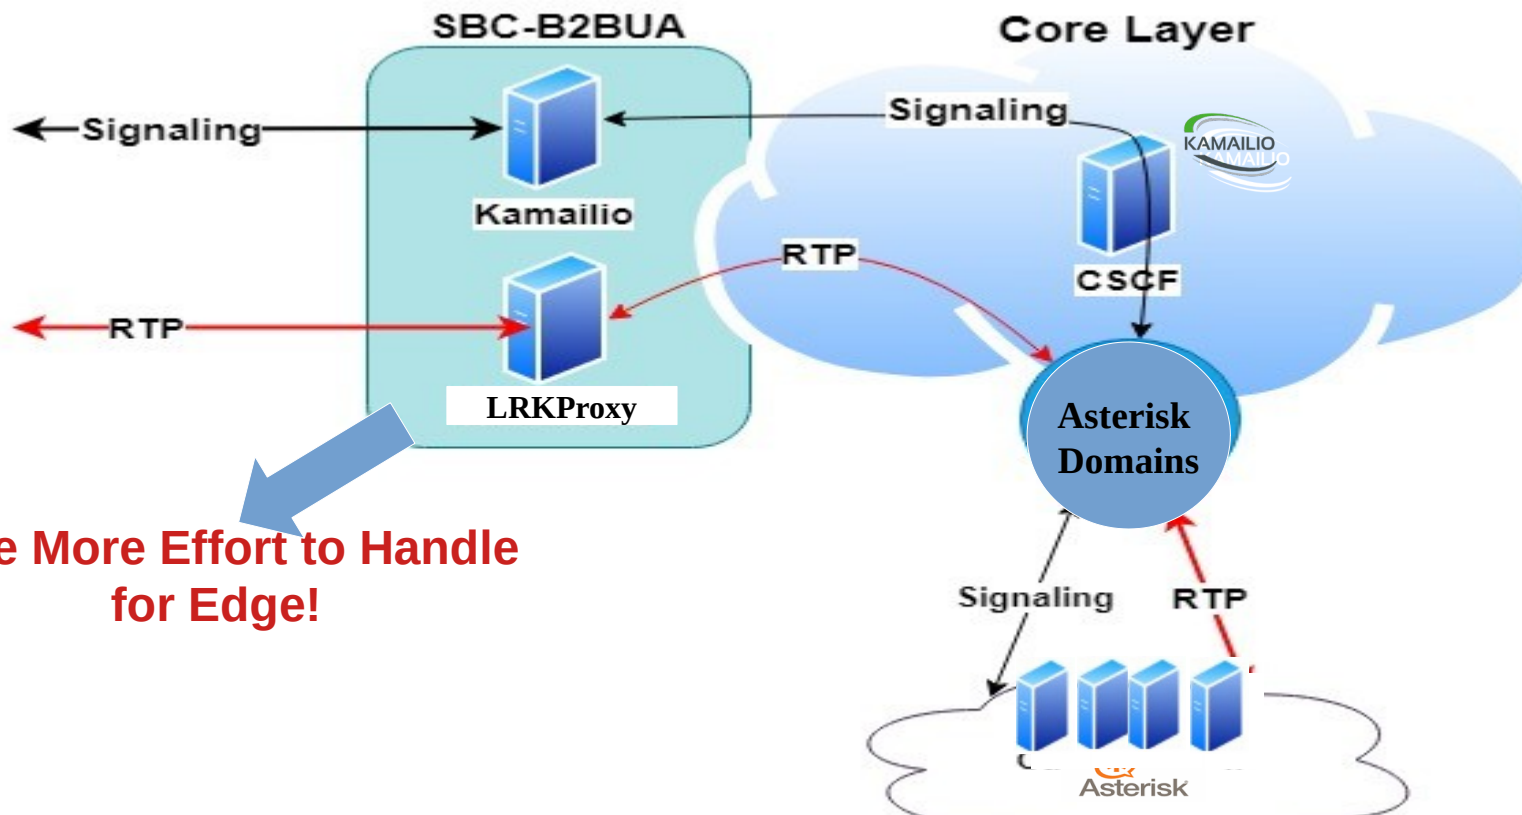 SBC-B2BUA
Core Layer
Signaling
Signaling
KAMAILIO
KAMAILIO
Kamailio
RTP
CSCF
RTP
LRKProxy
Asterisk
Domains
More Effort to Handle
for Edge!
Signaling
RTP
Asterisk